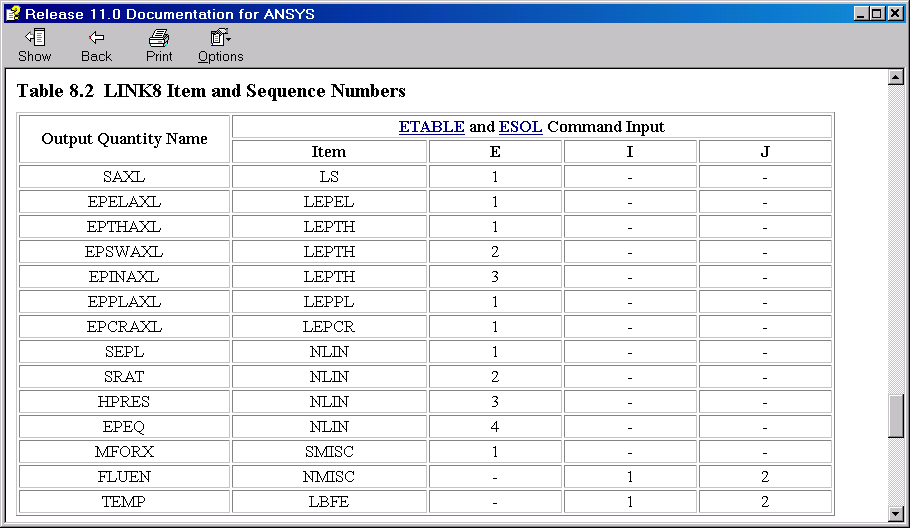 Release 11.0 Documentation for ANSYS
Show Back Print Options
Table 8.2 LINK8 Item and Sequence Numbers
Output Quantity Name ETABLE and ESOL Command Input
Item E I J
SAXL LS 1 - -
EPELAXL LEPEL 1 - -
EPTHAXL LEPTH 1 - -
EPSWAXL LEPTH 2 - -
EPINAXL LEPTH 3 - -
EPPLAXL LEPPL 1 - -
EPCRAXL LEPCR 1 - -
SEPL NLIN 1 - -
SRAT NLIN 2 - -
HPRES NLIN 3 - -
EPEQ NLIN 4 - -
MFORX SMISC 1 - -
FLUEN NMISC - 1 2
TEMP LBFE - 1 2